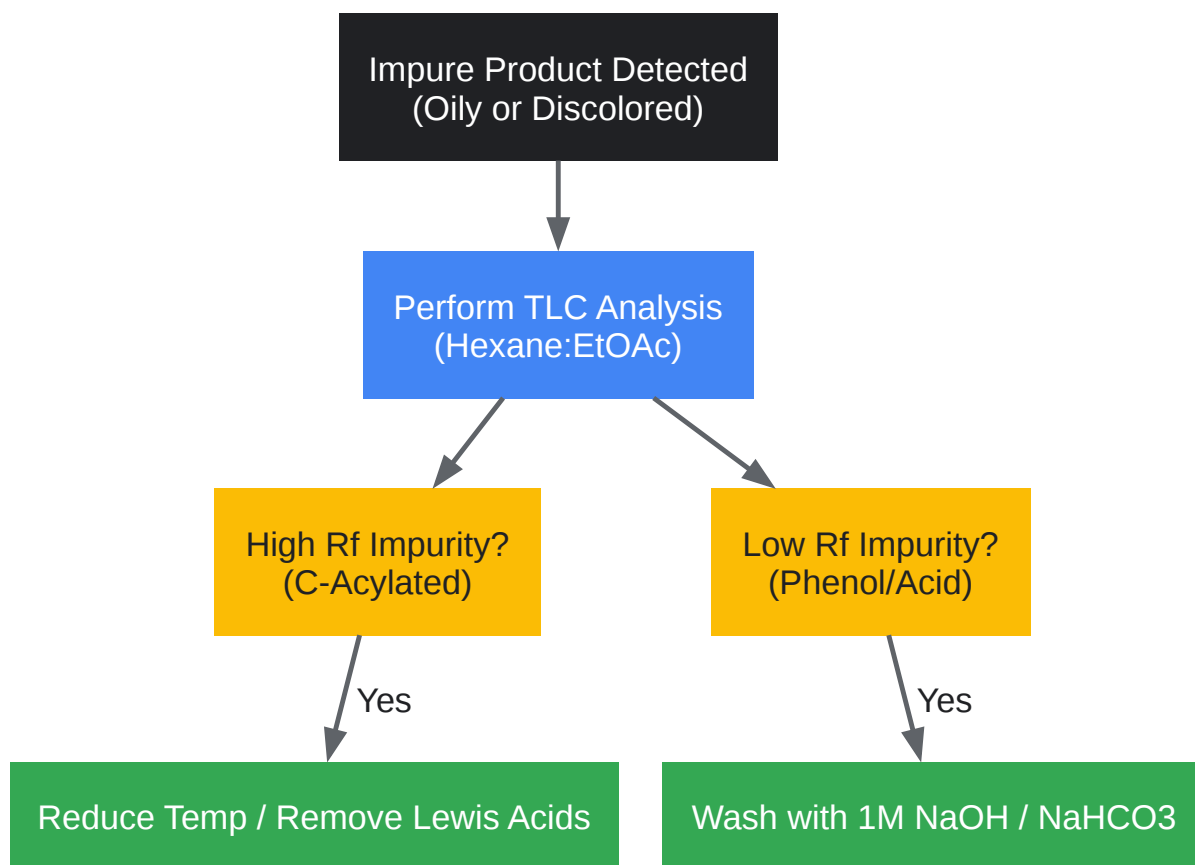 Impure Product Detected
(Oily or Discolored)
Perform TLC Analysis
(Hexane:EtOAc)
High Rf Impurity?
(C-Acylated)
Low Rf Impurity?
(Phenol/Acid)
Yes
Yes
Reduce Temp / Remove Lewis Acids
Wash with 1M NaOH / NaHCO3